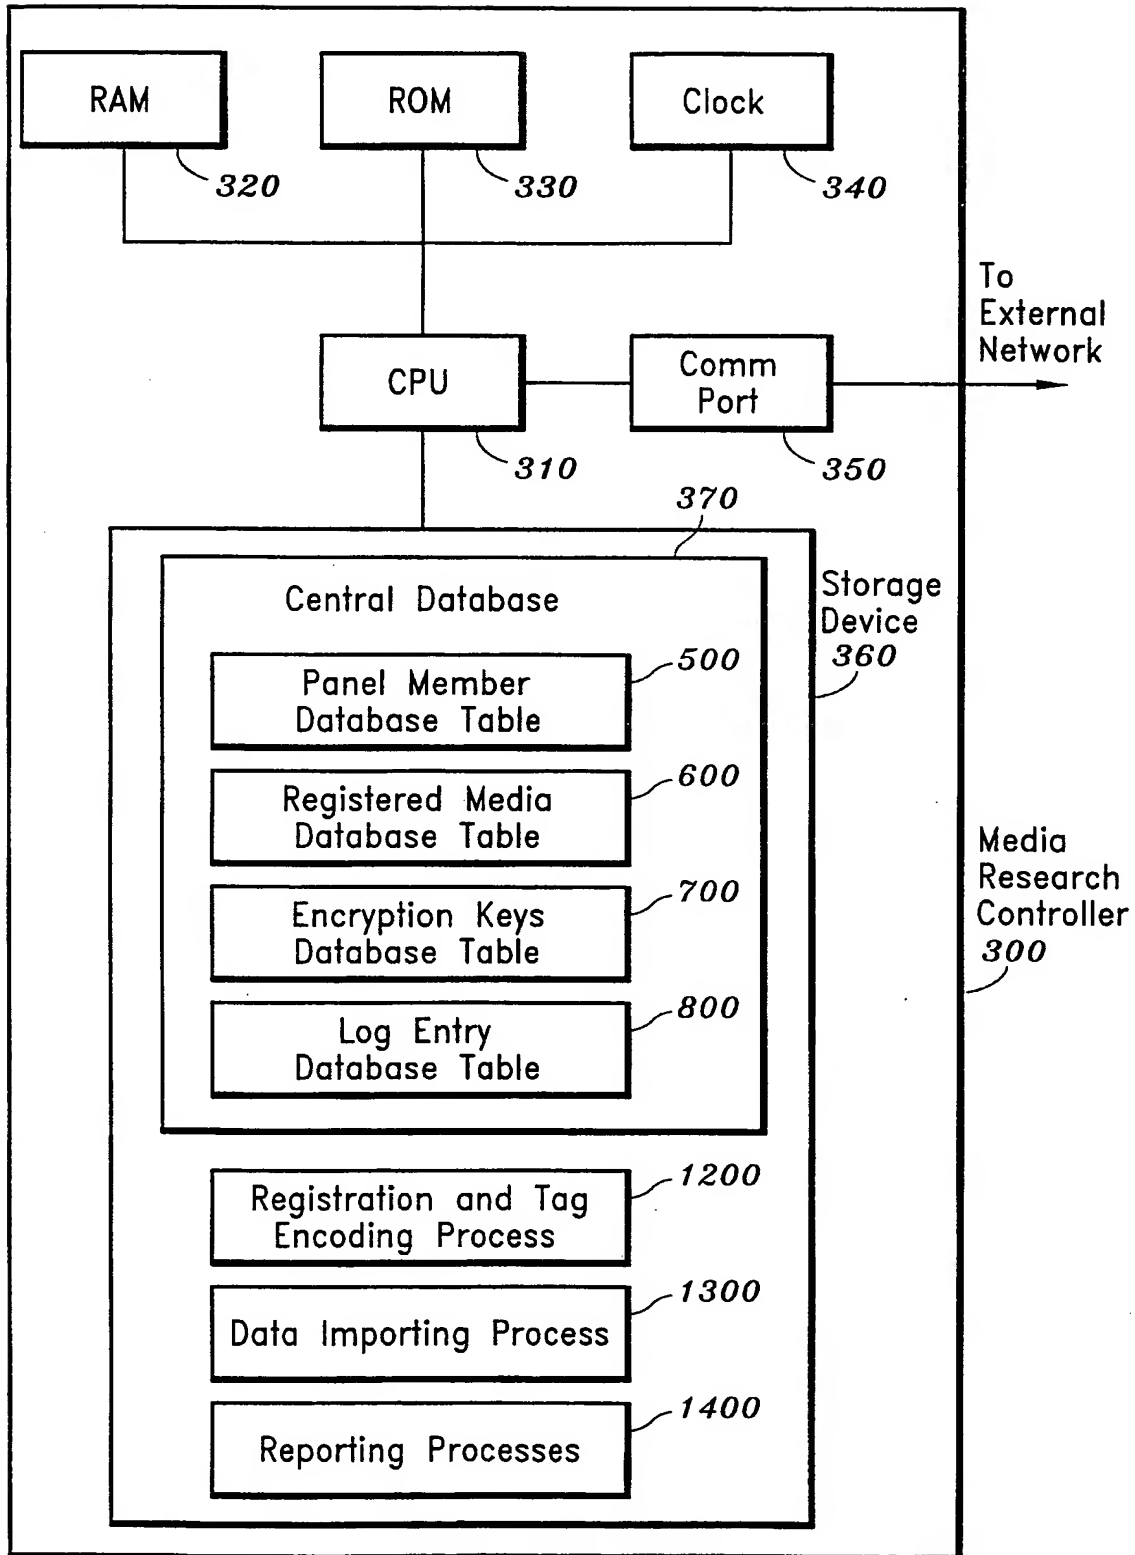 RAM
320
ROM
330
Clock
340
To
External
Network
CPU
310
Comm
Port
350
370
Central Database
Storage
Device
360
Panel Member
Database Table
500
Registered Media
Database Table
600
Encryption Keys
Database Table
700
Log Entry
Database Table
800
Media
Research
Controller
300
Registration and Tag
Encoding Process
1200
Data Importing Process
1300
Reporting Processes
1400